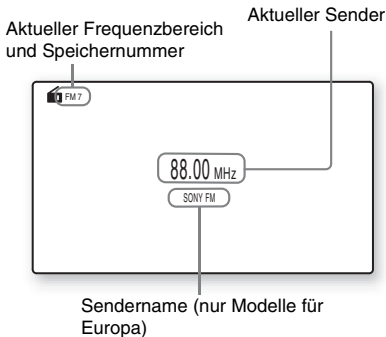 Aktueller Frequenzbereich
und Speichernummer
Aktueller Sender
FM 7
88.00 MHz
SONY FM
Sendername (nur Modelle für
Europa)